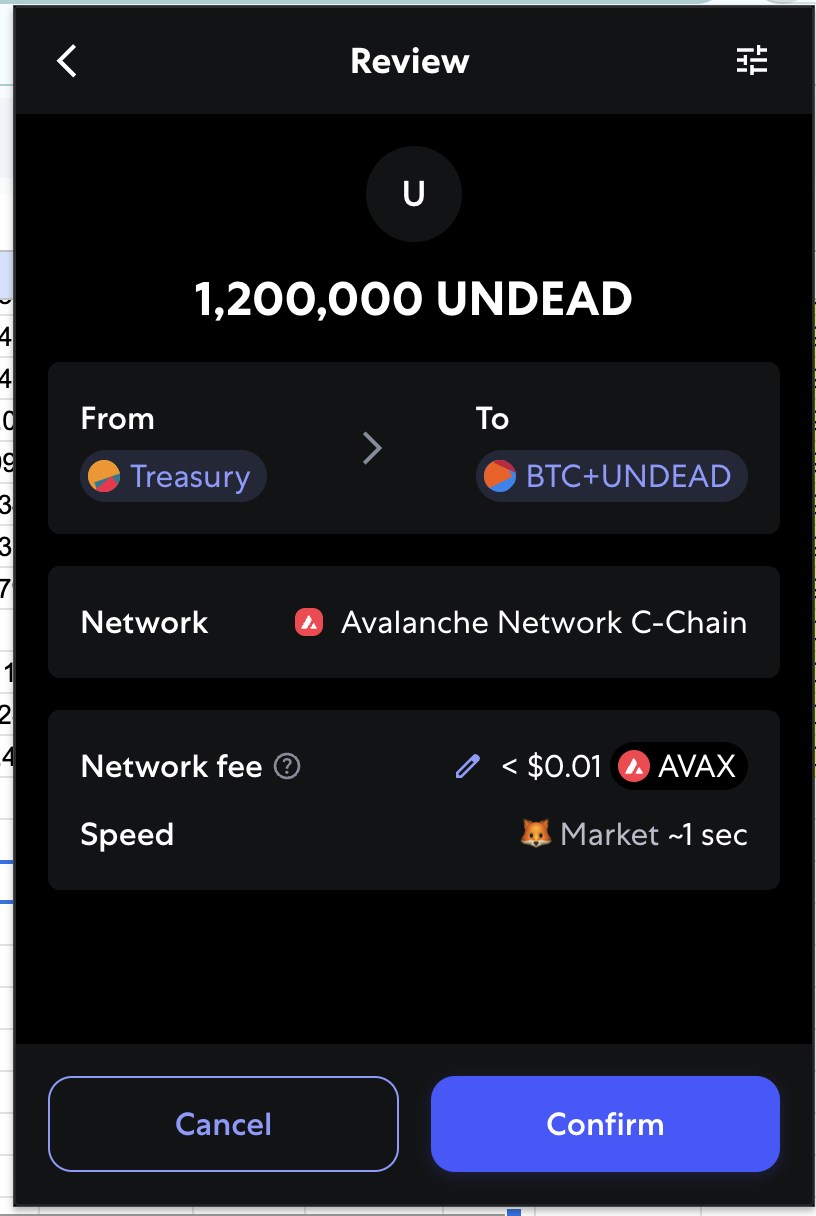 Review
U
1,200,000 UNDEAD
From
To
Treasury
BTC+UNDEAD
Network
Avalanche Network C-Chain
Network fee ?
< $0.01 AVAX
Speed
🦊 Market ~1 sec
Cancel
Confirm